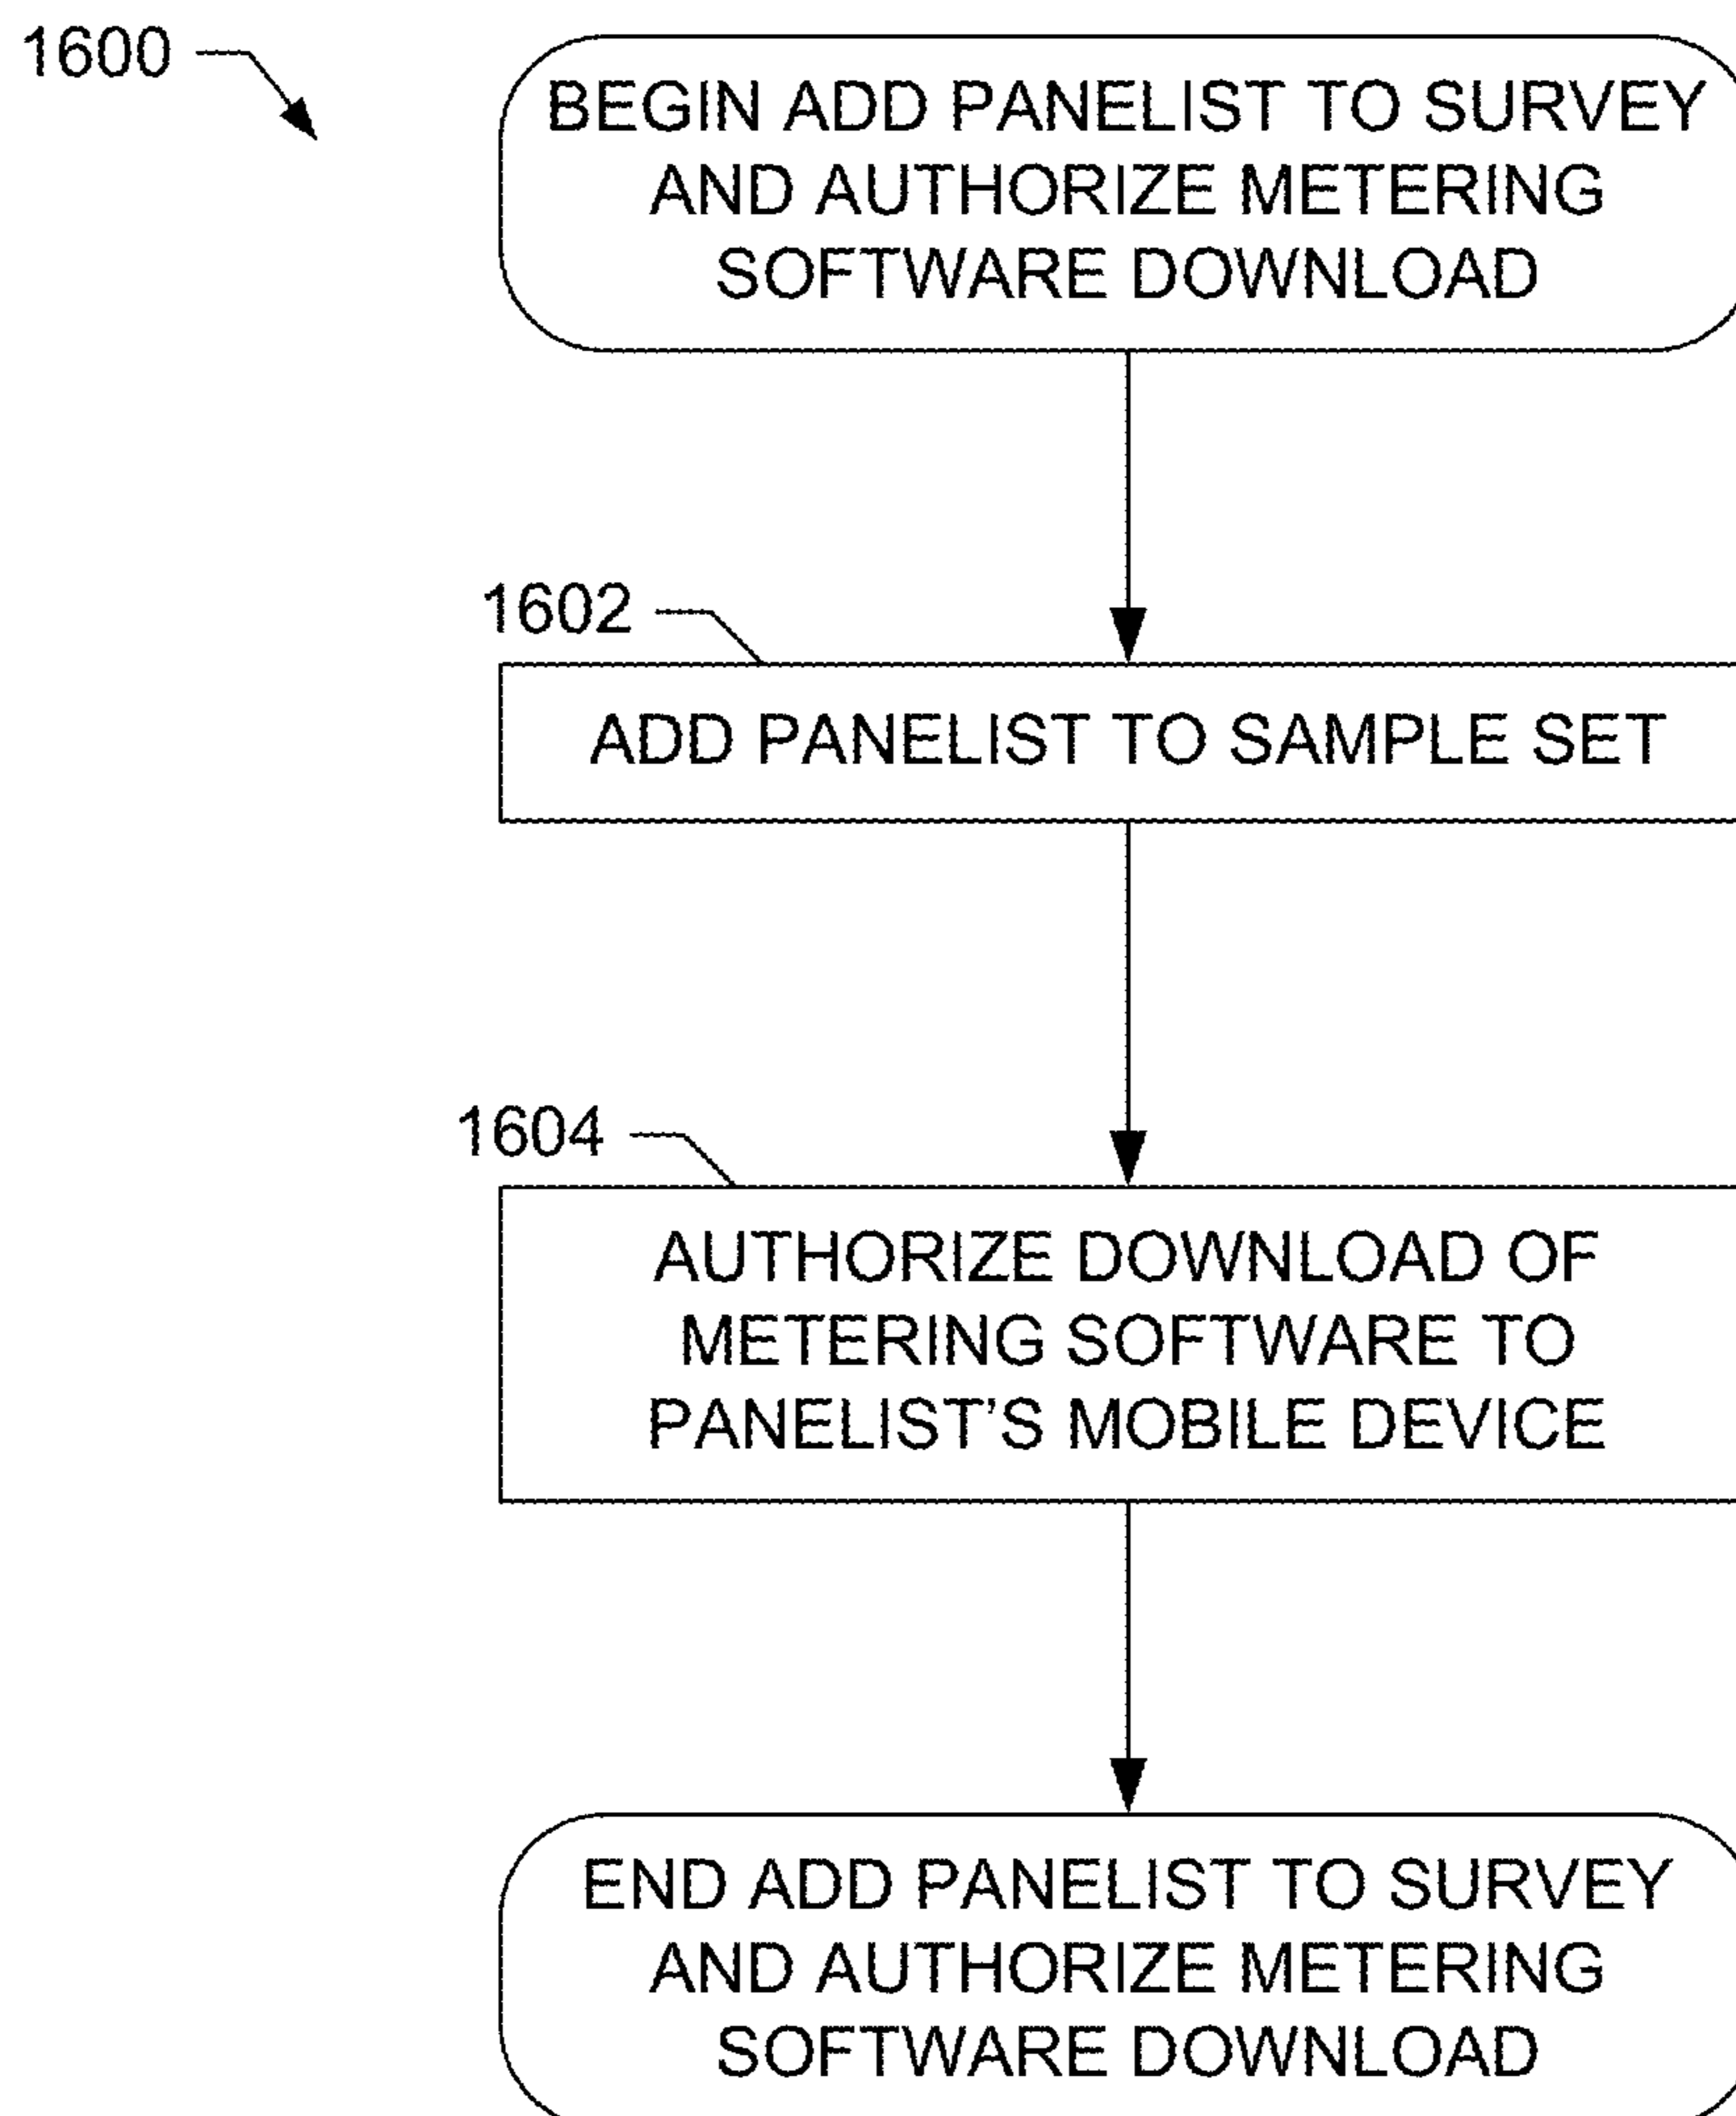 1600
BEGIN ADD PANELIST TO SURVEY
AND AUTHORIZE METERING
SOFTWARE DOWNLOAD
1602
ADD PANELIST TO SAMPLE SET
1604
AUTHORIZE DOWNLOAD OF
METERING SOFTWARE TO
PANELIST'S MOBILE DEVICE
END ADD PANELIST TO SURVEY
AND AUTHORIZE METERING
SOFTWARE DOWNLOAD